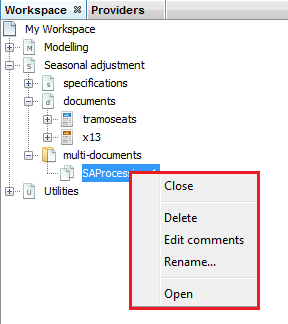 Workspace Providers
My Workspace
Modelling
Seasonal adjustment
specifications
documents
tramoseats
x13
multi-documents
Close
Delete
Utilities
Edit comments
Rename...
Open